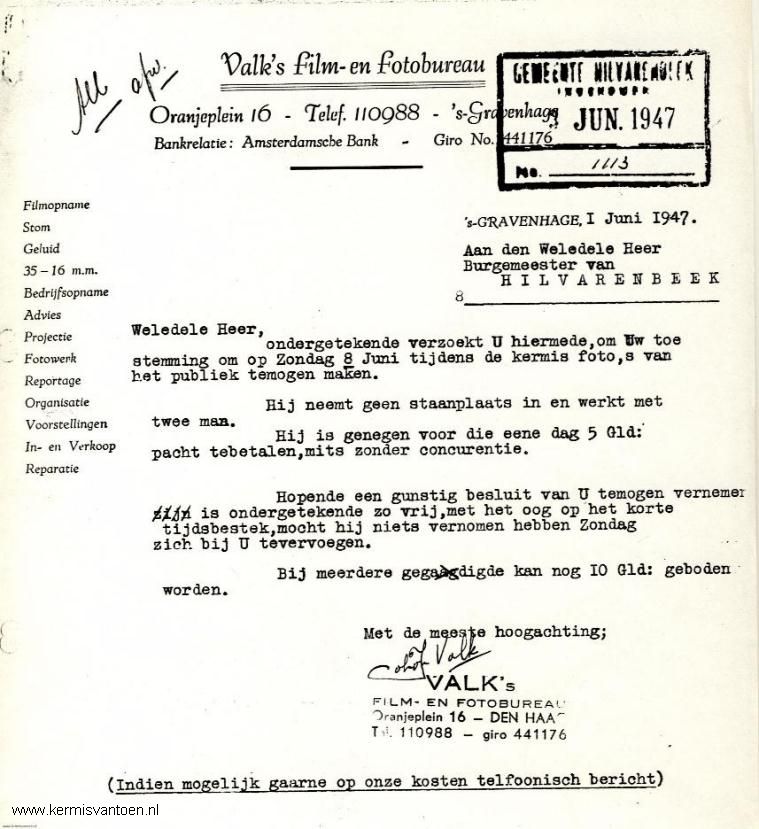 All afw.
Valk's Film- en Fotobureau
Oranjeplein 16 - Telef. 110988 - 's-Gravenhage
Bankrelatie: Amsterdamsche Bank - Giro No. 441176
GEMEENTE HILVARENBEEK
INGEKOMEN
JUN. 1947
No. 1113
Filmopname
Stom
Geluid
35-16 m.m.
Bedrijfsopname
Advies
Projectie
Fotowerk
Reportage
Organisatie
Voorstellingen
In- en Verkoop
Reparatie
's-GRAVENHAGE, I Juni I947.
Aan den Weledele Heer
Burgemeester van
H I L V A R E N B E E K
8
Weledele Heer,
ondergetekende verzoekt U hiermede,om Uw toe
stemming om op Zondag 8 Juni tijdens de kermis foto,s van
het publiek temogen maken.
Hij neemt geen staanplaats in en werkt met
twee man.
Hij is genegen voor die eene dag 5 Gld:
pacht tebetalen,mits zonder concurentie.
Hopende een gunstig besluit van U temogen vernemen
is ondergetekende zo vrij,met het oog op het korte
tijdsbestek,mocht hij niets vernomen hebben Zondag
zich bij U tevervoegen.
Bij meerdere gegaagdigde kan nog IO Gld: geboden
worden.
Met de meeste hoogachting;
Valk
VALK's
FILM- EN FOTOBUREAU
Oranjeplein 16 - DEN HAAG
Tel. 110988 - giro 441176
(Indien mogelijk gaarne op onze kosten telfoonisch bericht)
www.kermisvantoen.nl